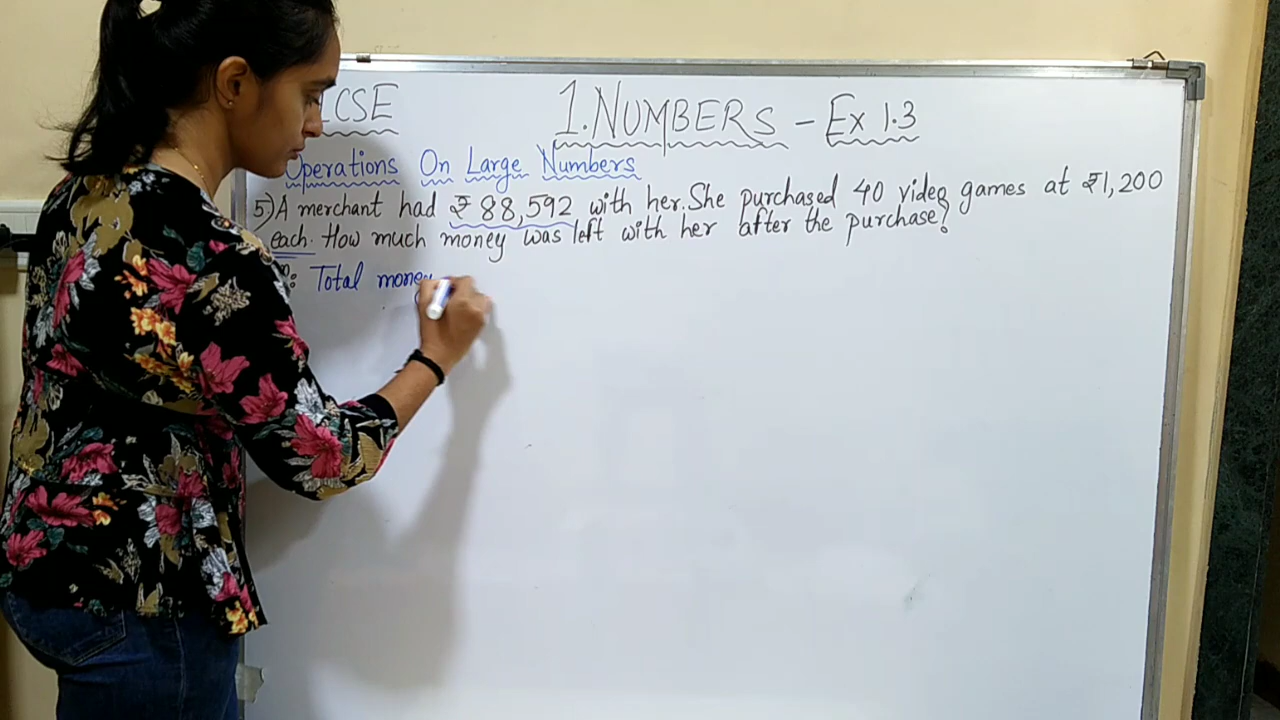 ICSE
1. NUMBERS - Ex 1.3
Operations On Large Numbers
5) A merchant had ₹ 88,592 with her. She purchased 40 video games at ₹1,200
each. How much money was left with her after the purchase?
Total money